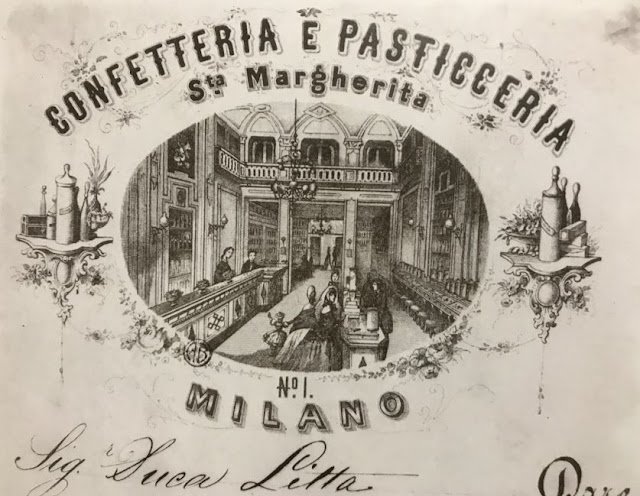 CONFETTERIA E PASTICCERIA
Sta Margherita
No. 1.
MILANO
Sig.r Duca Litta